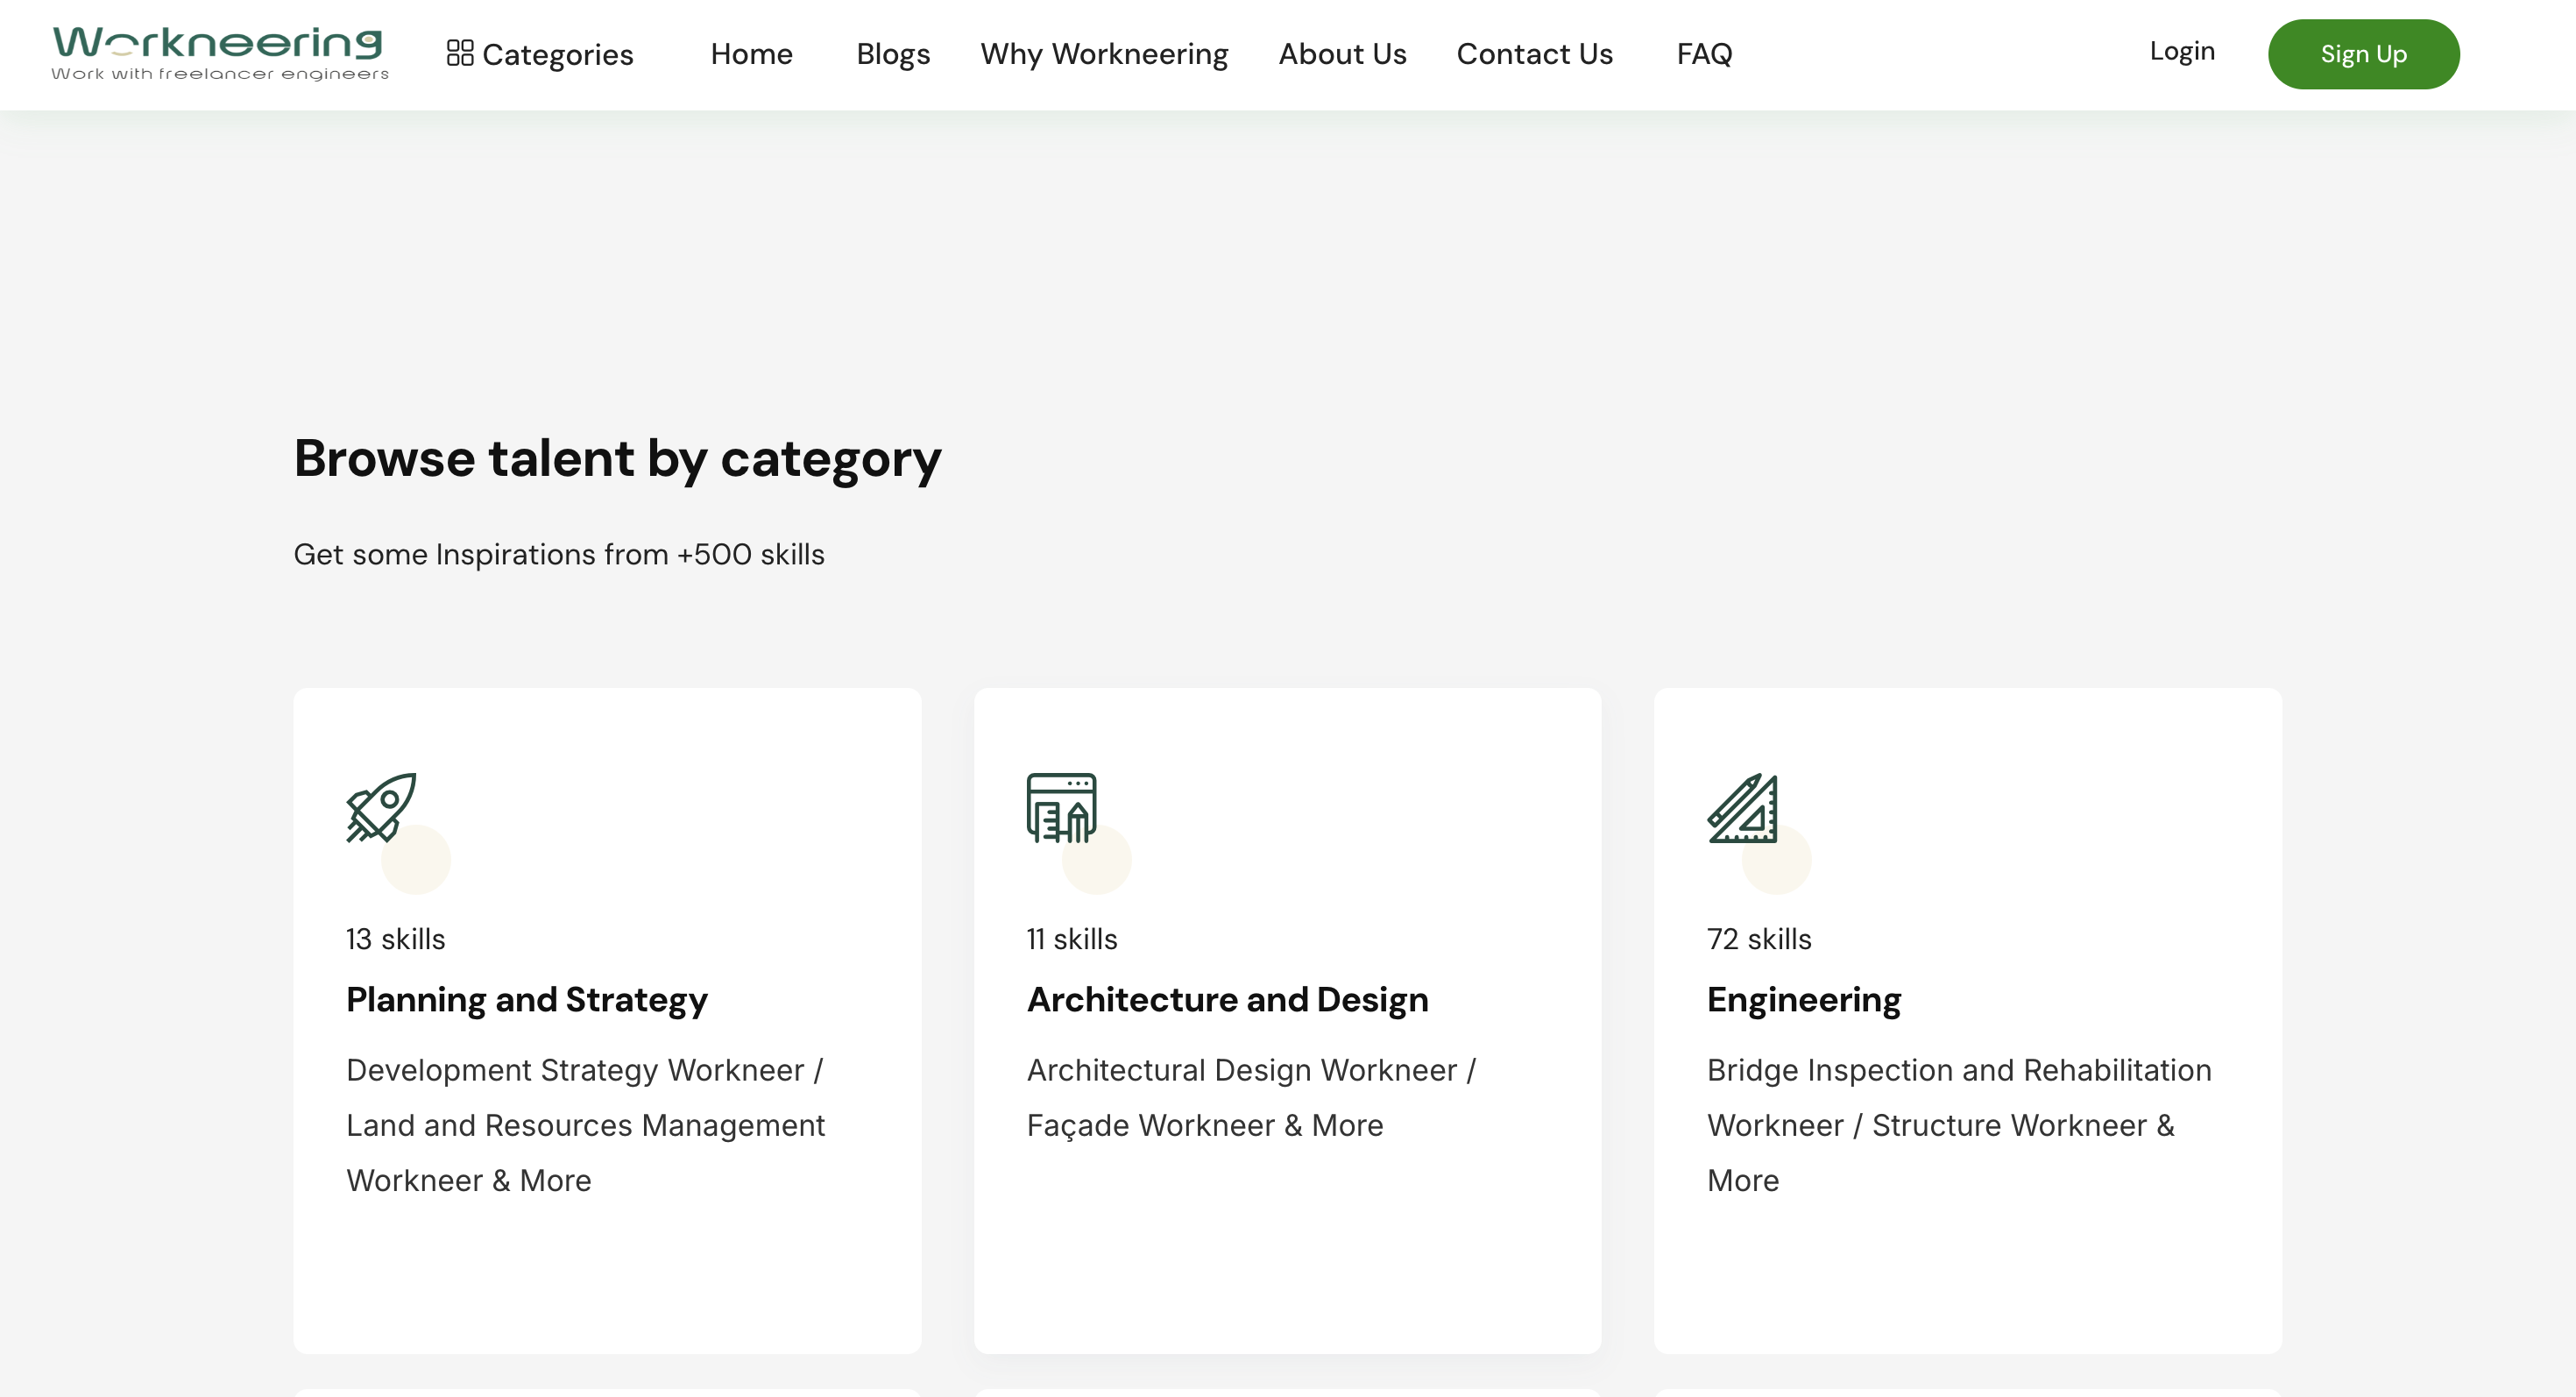 Workneering
Work with freelancer engineers
Categories
Home
Blogs
Why Workneering
About Us
Contact Us
FAQ
Login
Sign Up
Browse talent by category
Get some Inspirations from +500 skills
13 skills
Planning and Strategy
Development Strategy Workneer /
Land and Resources Management
Workneer & More
11 skills
Architecture and Design
Architectural Design Workneer /
Façade Workneer & More
72 skills
Engineering
Bridge Inspection and Rehabilitation
Workneer / Structure Workneer &
More